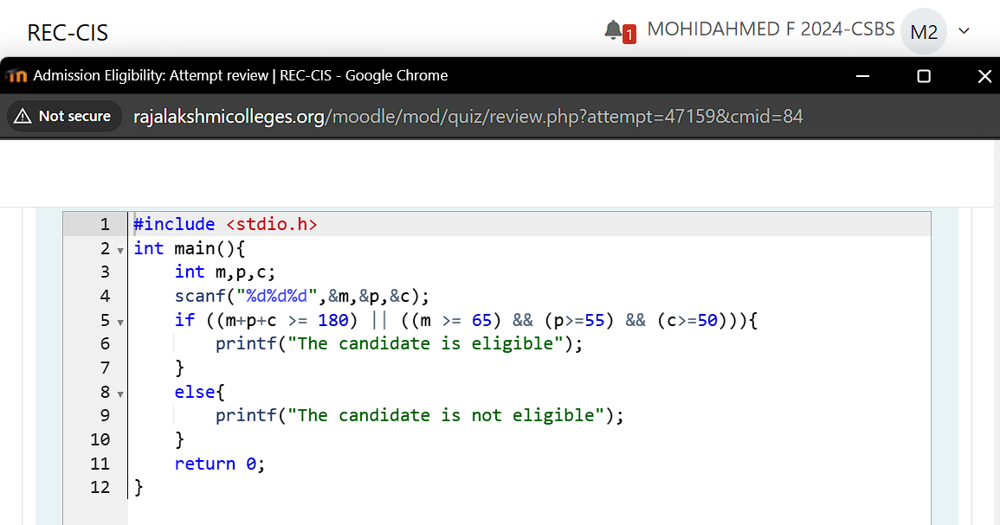 REC-CIS
1 MOHIDAHMED F 2024-CSBS M2
Admission Eligibility: Attempt review | REC-CIS - Google Chrome
Not secure rajalakshmicolleges.org/moodle/mod/quiz/review.php?attempt=47159&cmid=84
1 #include <stdio.h>
2 int main(){
3     int m,p,c;
4     scanf("%d%d%d",&m,&p,&c);
5     if ((m+p+c >= 180) || ((m >= 65) && (p>=55) && (c>=50))){
6         printf("The candidate is eligible");
7     }
8     else{
9         printf("The candidate is not eligible");
10     }
11     return 0;
12 }